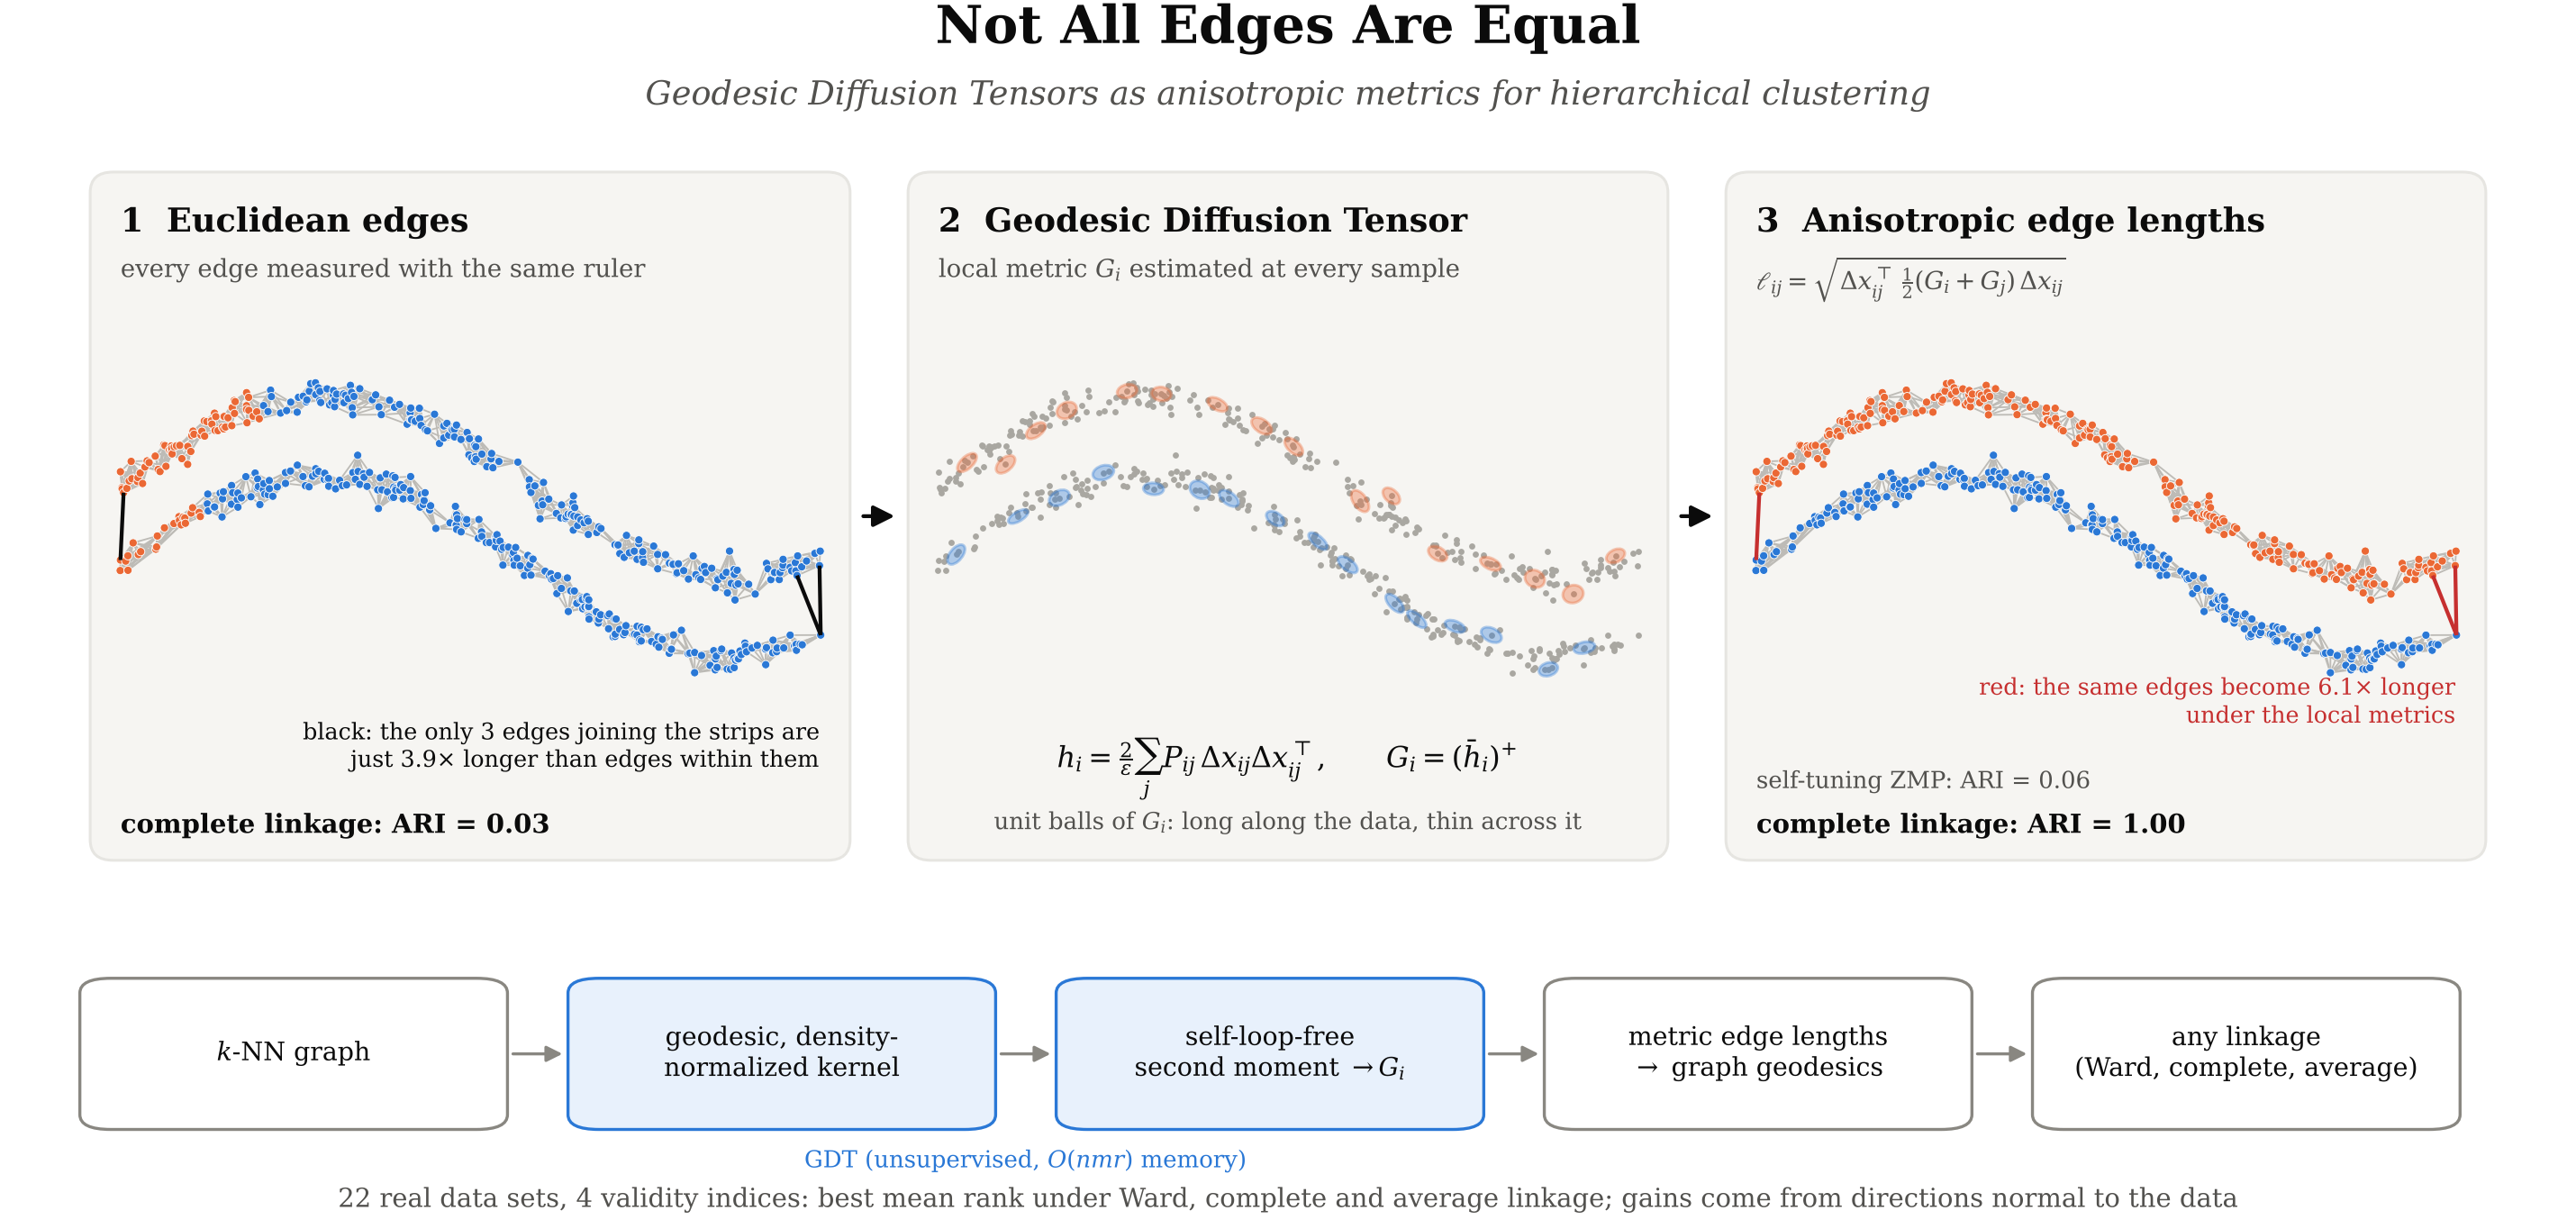 Not All Edges Are Equal
Geodesic Diffusion Tensors as anisotropic metrics for hierarchical clustering
1 Euclidean edges
every edge measured with the same ruler
black: the only 3 edges joining the strips are
just 3.9× longer than edges within them
complete linkage: ARI = 0.03
2 Geodesic Diffusion Tensor
local metric Gᵢ estimated at every sample
hᵢ = 2/ε ∑ⱼ Pᵢⱼ Δxᵢⱼ Δxᵢⱼ^⊤, Gᵢ = (h̄ᵢ)⁺
unit balls of Gᵢ: long along the data, thin across it
3 Anisotropic edge lengths
ℓᵢⱼ = √(Δxᵢⱼ^⊤ ½(Gᵢ + Gⱼ) Δxᵢⱼ)
red: the same edges become 6.1× longer
under the local metrics
self-tuning ZMP: ARI = 0.06
complete linkage: ARI = 1.00
k-NN graph
geodesic, density-
normalized kernel
self-loop-free
second moment → Gᵢ
metric edge lengths
→ graph geodesics
any linkage
(Ward, complete, average)
GDT (unsupervised, O(nmr) memory)
22 real data sets, 4 validity indices: best mean rank under Ward, complete and average linkage; gains come from directions normal to the data